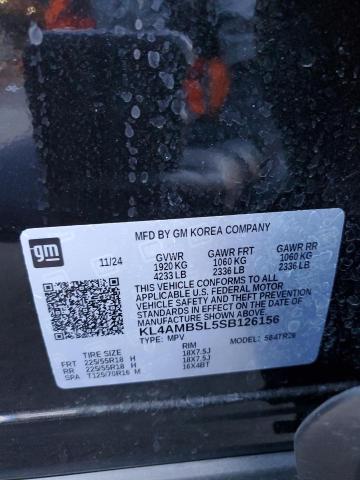 MFD BY GM KOREA COMPANY
gm
11/24 GVWR GAWR FRT GAWR RR
1920 KG 1060 KG 1060 KG
4233 LB 2336 LB 2336 LB
THIS VEHICLE CONFORMS TO ALL APPLICABLE U.S. FEDERAL MOTOR
VEHICLE SAFETY AND THEFT PREVENTION
STANDARDS IN EFFECT ON THE DATE OF
MANUFACTURE SHOWN ABOVE.
KL4AMBSL5SB126156
TYPE: MPV MODEL: 584TR26
TIRE SIZE RIM
FRT 225/55R18 H 18X7.5J
RR 225/55R18 H 18X7.5J
SPA T125/70R16 M 16X4BT